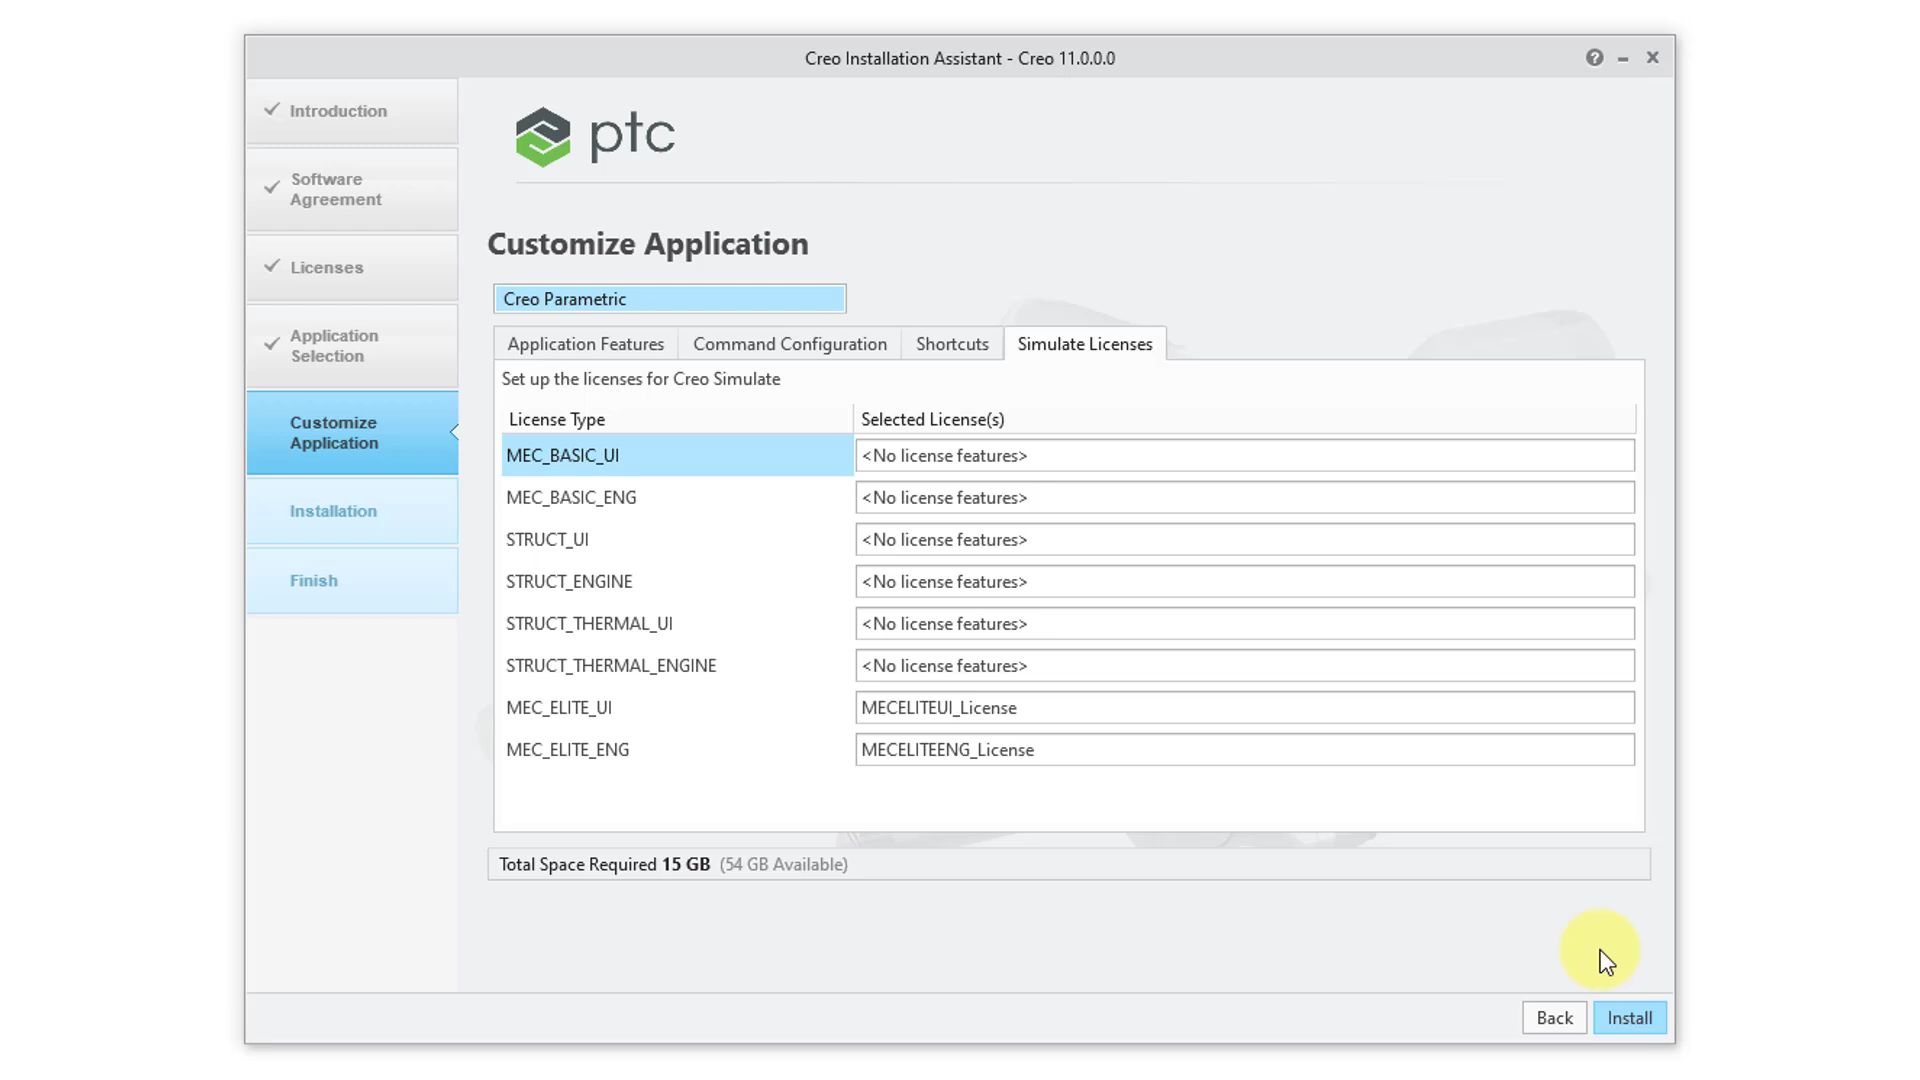 Creo Installation Assistant - Creo 11.0.0.0
Introduction
Software
Agreement
Licenses
Application
Selection
Customize
Application
Installation
Finish
ptc
Customize Application
Creo Parametric
Application Features
Command Configuration
Shortcuts
Simulate Licenses
Set up the licenses for Creo Simulate
License Type
Selected License(s)
MEC_BASIC_UI
<No license features>
MEC_BASIC_ENG
<No license features>
STRUCT_UI
<No license features>
STRUCT_ENGINE
<No license features>
STRUCT_THERMAL_UI
<No license features>
STRUCT_THERMAL_ENGINE
<No license features>
MEC_ELITE_UI
MECELITEUI_License
MEC_ELITE_ENG
MECELITEENG_License
Total Space Required 15 GB (54 GB Available)
Back
Install